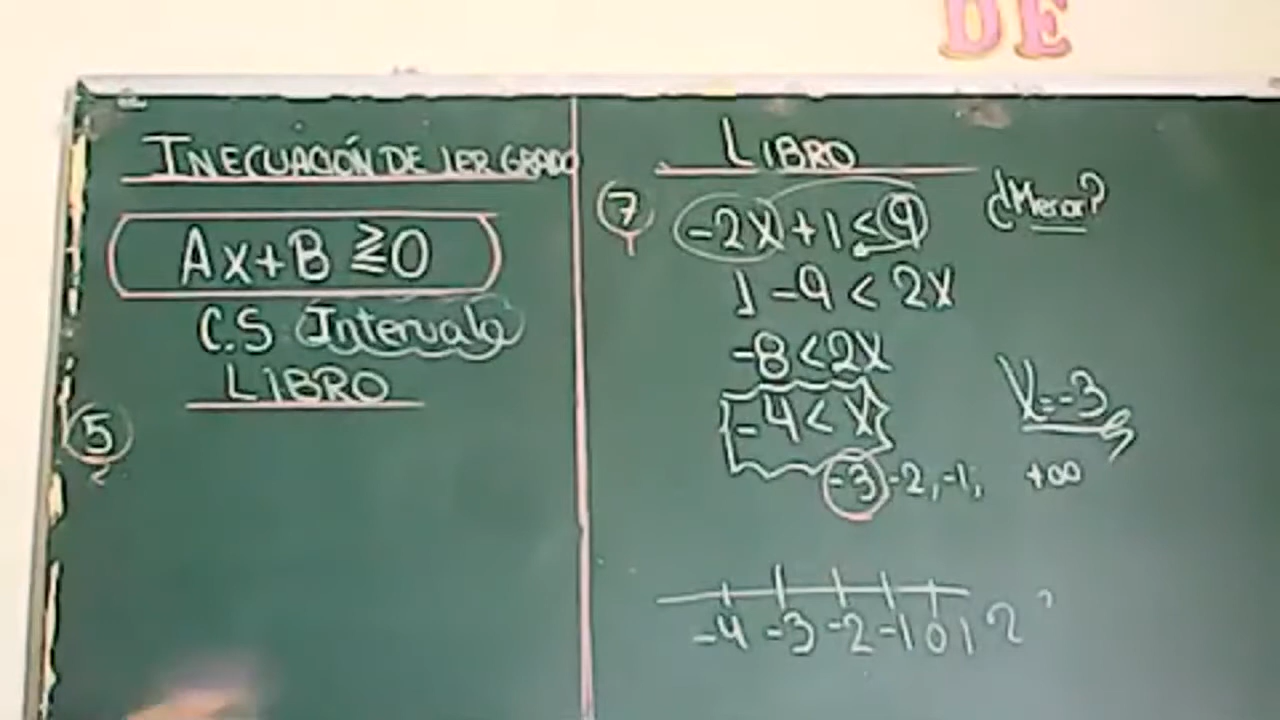 DE
INECUACIÓN DE 1ER GRADO
Ax+B ⋛ 0
C.S Intervalo
LIBRO
5
LIBRO
7
-2x+1<9
¿Menor?
1-9<2x
-8<2x
-4<x
x=-3
-3, -2, -1; +∞
-4 -3 -2 -1 0 1 2